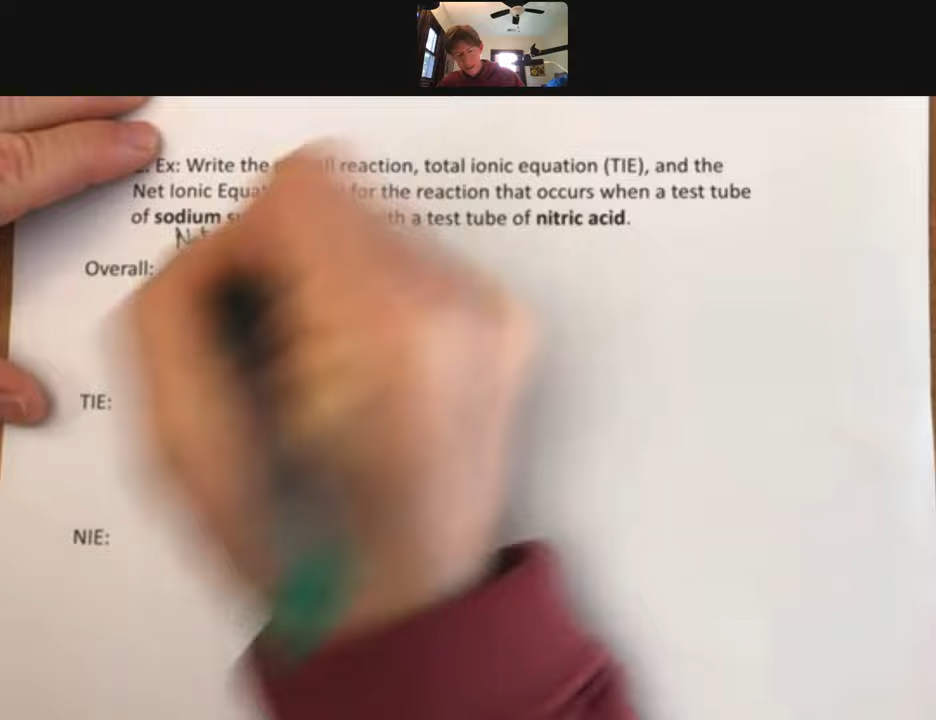 Ex: Write the reaction, total ionic equation (TIE), and the
Net Ionic for the reaction that occurs when a test tube
of sodium a test tube of nitric acid.
Overall:
TIE:
NIE: